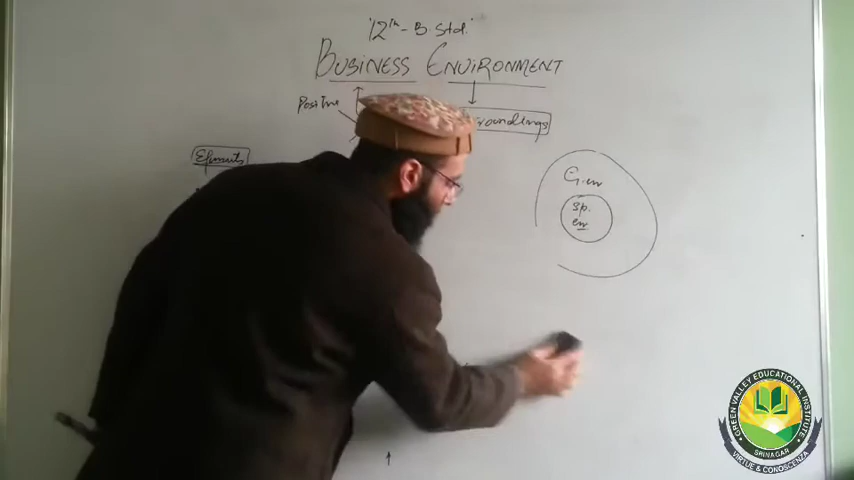 '12th - B. Std.'
BUSINESS ENVIRONMENT
Positive
Elements
G. en
Sp.
en
GREEN VALLEY EDUCATIONAL INSTITUTE
SRINAGAR
VIRTUE & CONOSCENZA